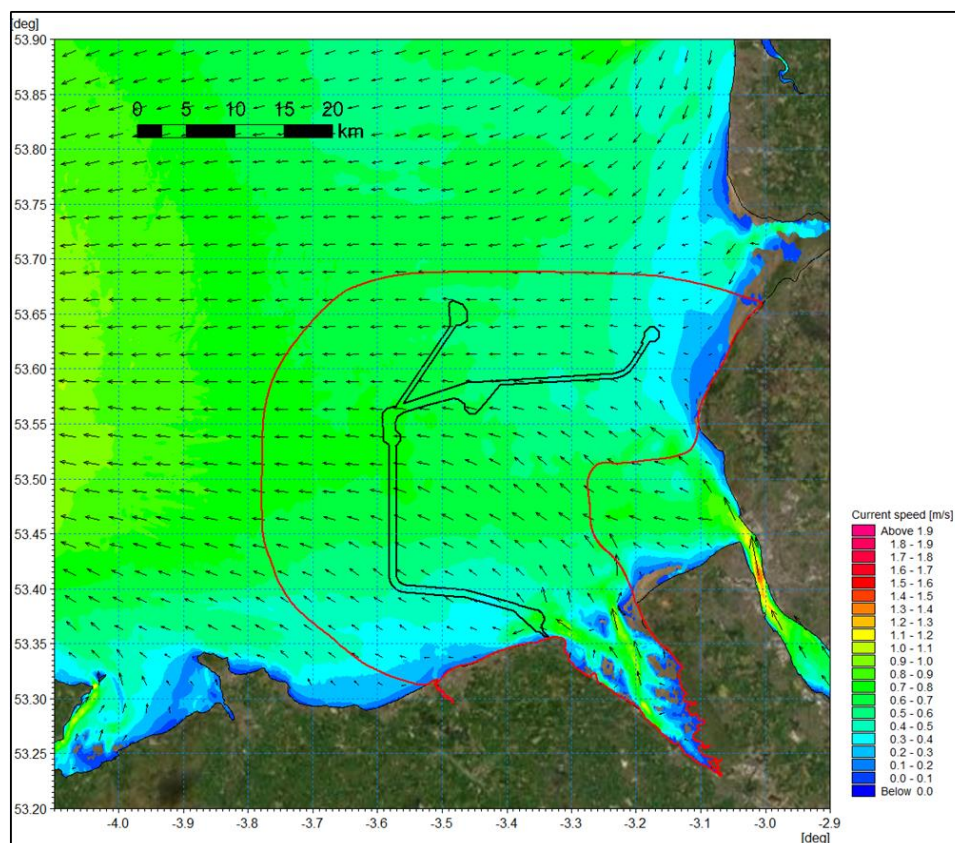 [deg]
53.90
53.85
53.80
53.75
53.70
53.65
53.60
53.55
53.50
53.45
53.40
53.35
53.30
53.25
53.20
0 5 10 15 20
km
-4.0 -3.9 -3.8 -3.7 -3.6 -3.5 -3.4 -3.3 -3.2 -3.1 -3.0 -2.9
[deg]
Current speed [m/s]
Above 1.9
1.8 - 1.9
1.7 - 1.8
1.6 - 1.7
1.5 - 1.6
1.4 - 1.5
1.3 - 1.4
1.2 - 1.3
1.1 - 1.2
1.0 - 1.1
0.9 - 1.0
0.8 - 0.9
0.7 - 0.8
0.6 - 0.7
0.5 - 0.6
0.4 - 0.5
0.3 - 0.4
0.2 - 0.3
0.1 - 0.2
0.0 - 0.1
Below 0.0